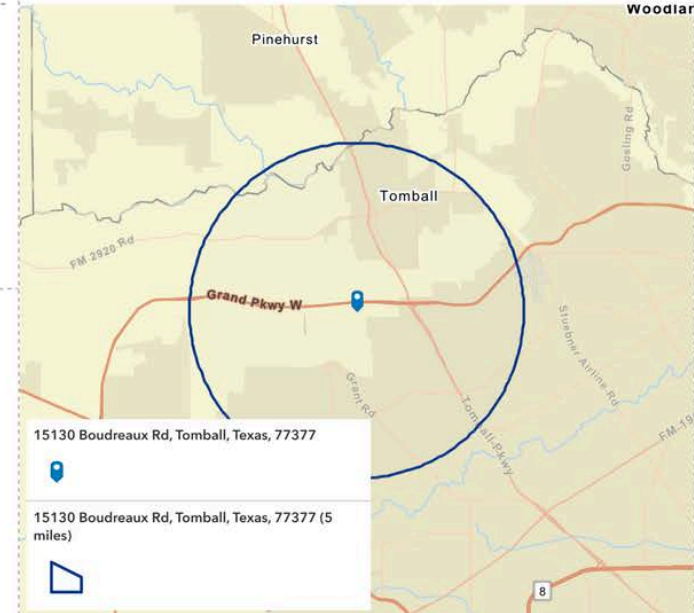 Woodlan
Pinehurst
Gosling Rd
Tomball
FM 2920 Rd
Grand Pkwy W
Stuebner Airline Rd
Grant Rd
Tomball Pkwy
FM-19
15130 Boudreaux Rd, Tomball, Texas, 77377
15130 Boudreaux Rd, Tomball, Texas, 77377 (5
miles)
8